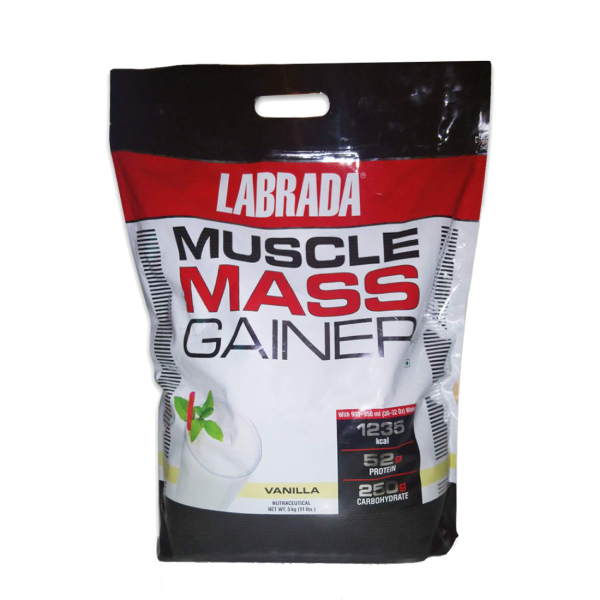 LABRADA®
MUSCLE
MASS
GAINER
1235
kcal
52g
PROTEIN
250g
CARBOHYDRATE
VANILLA
NUTRACEUTICAL
NET WT. 5 kg (11 lbs.)